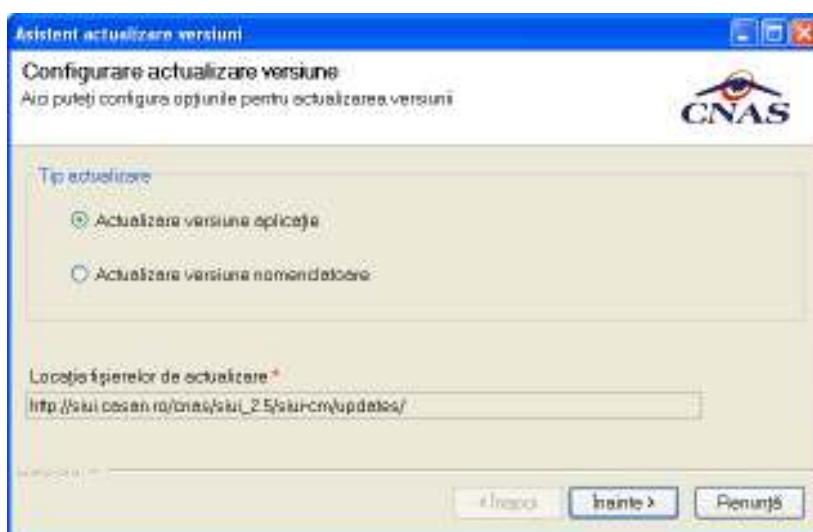 Asistent actualizare versiuni
Configurare actualizare versiune
Aici puteți configura opțiunile pentru actualizarea versiunii
CNAS
Tip actualizare
Actualizare versiune aplicație
Actualizare versiune nomenclatoare
Locația fișierelor de actualizare *
http://siui.casan.ro/cnas/siui_2.5/siui-cm/updates/
< Înapoi
Înainte >
Renunță